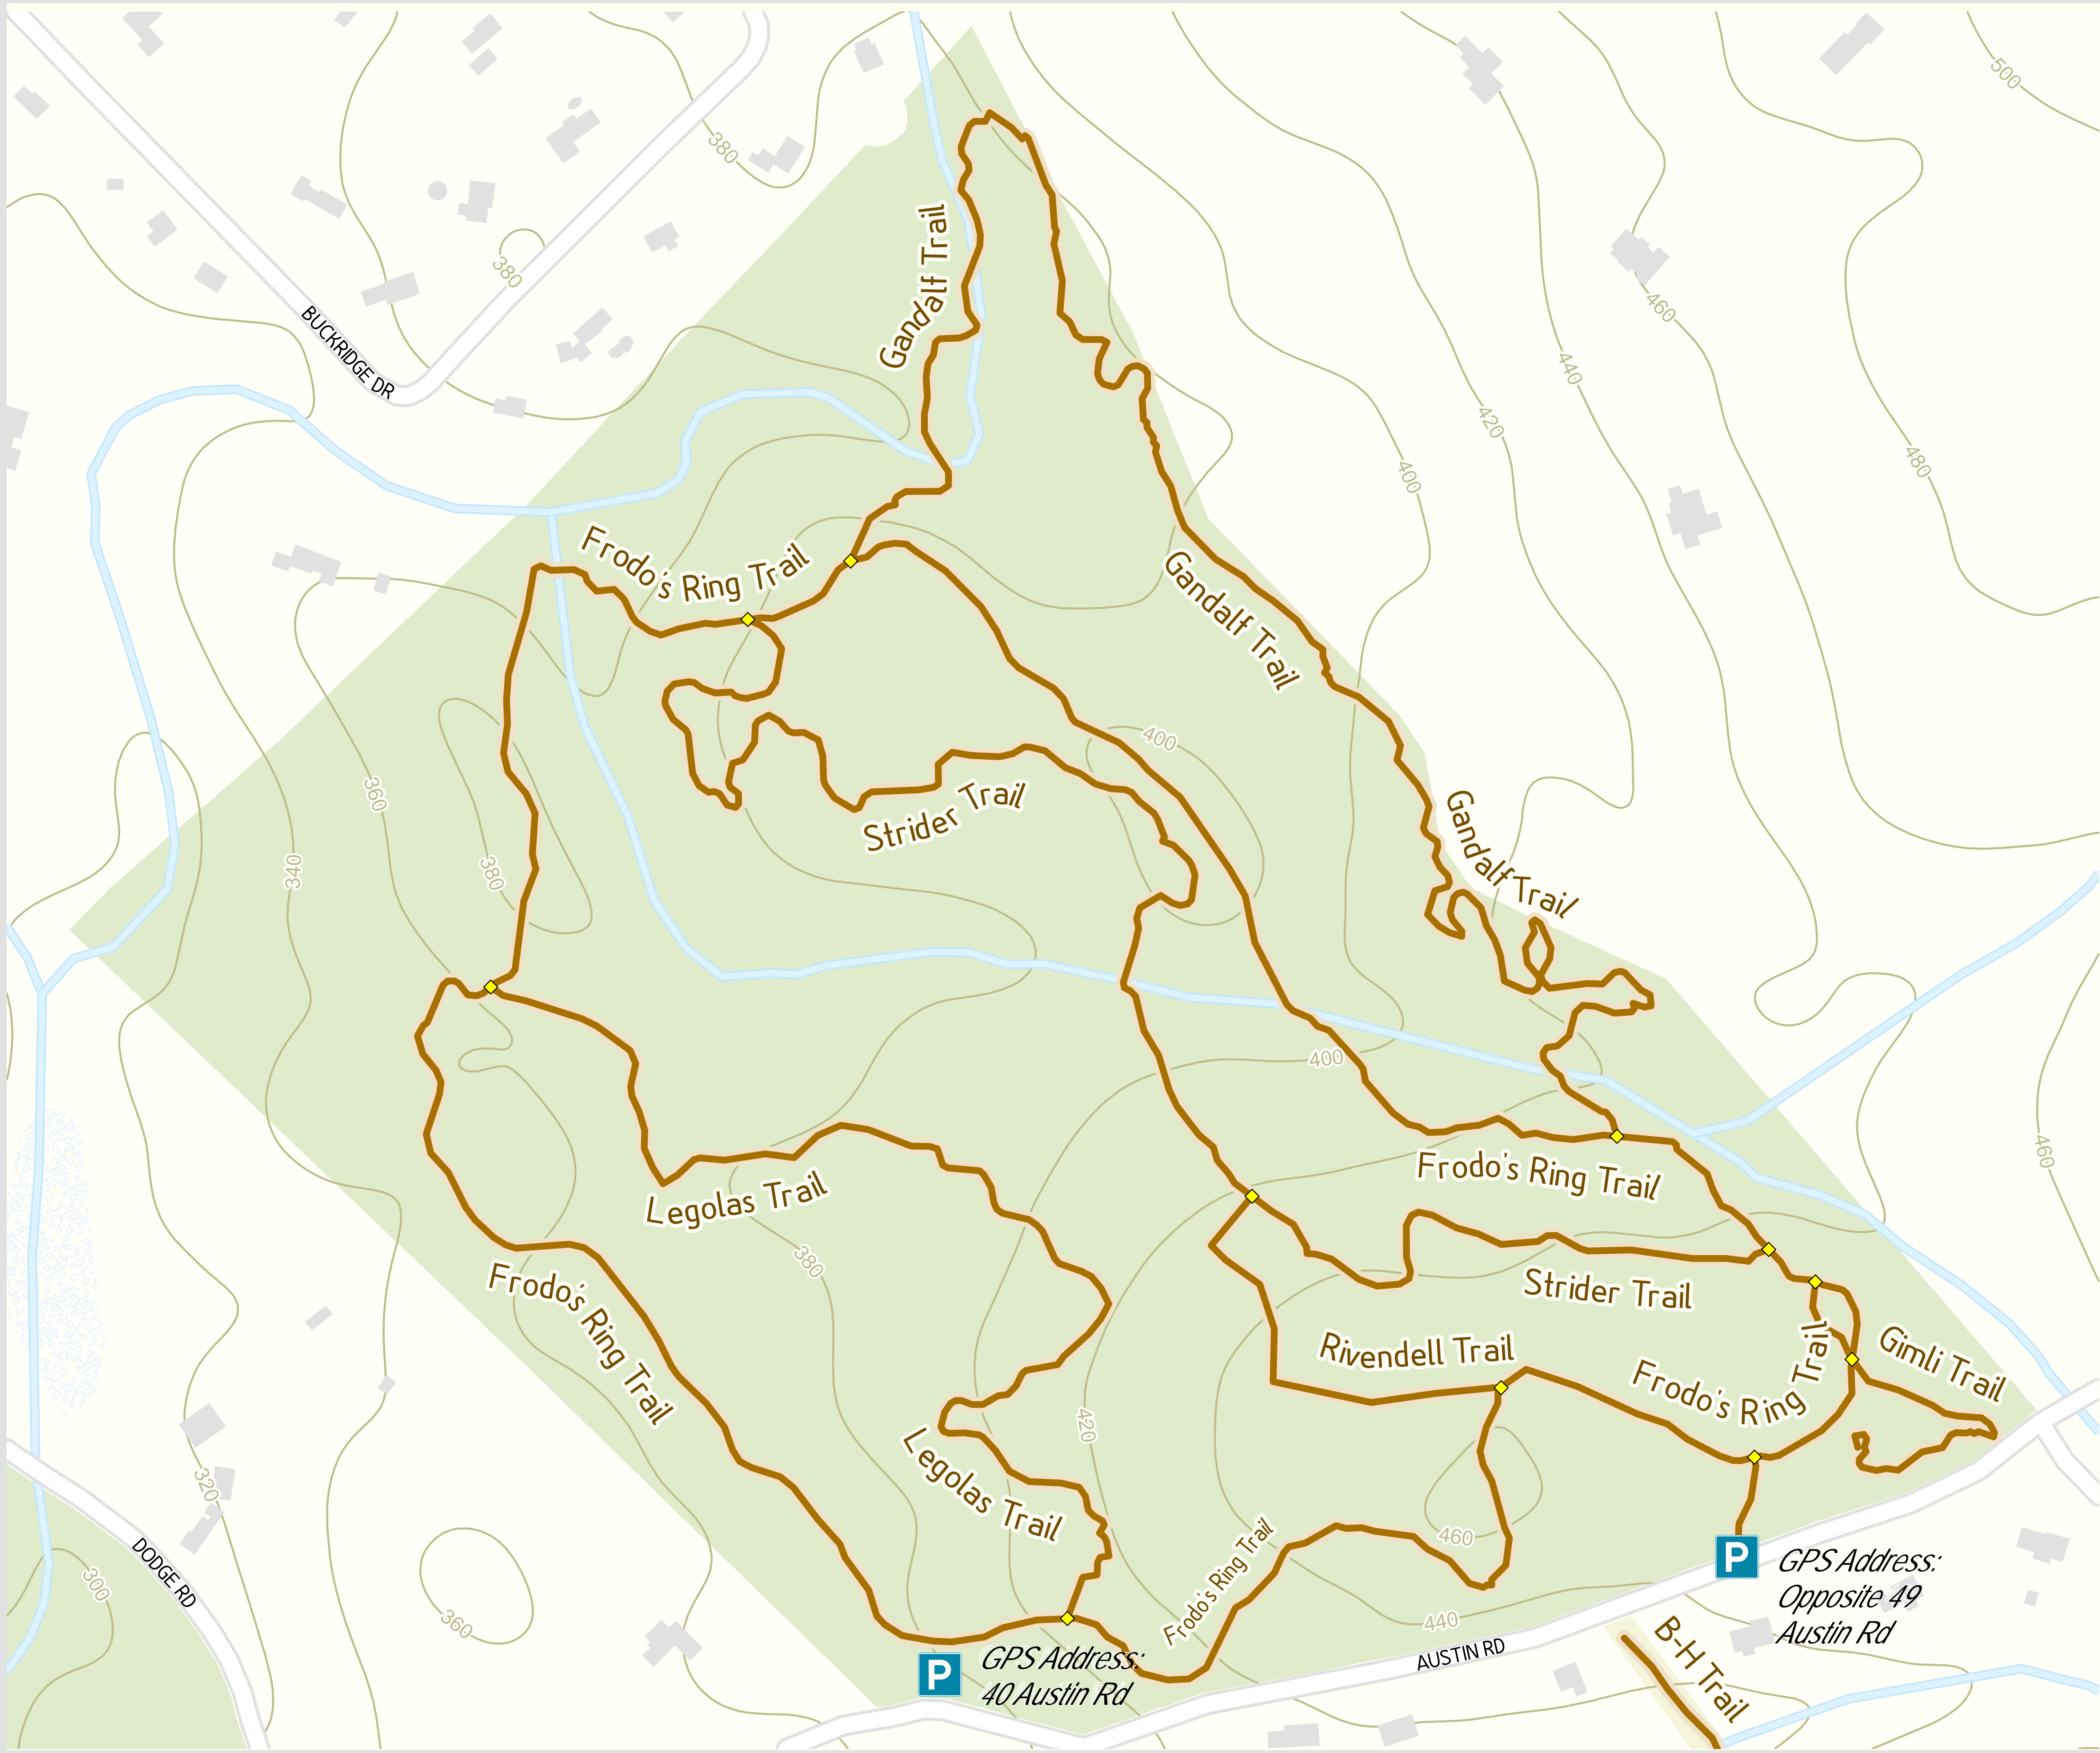 500
380
Gandalf Trail
380
460
BUCKRIDGE DR
440
420
400
480
Frodo's Ring Trail
Gandalf Trail
400
360
Strider Trail
Gandalf Trail
340
380
400
460
Frodo's Ring Trail
Legolas Trail
380
Frodo's Ring Trail
Strider Trail
Rivendell Trail
Gimli Trail
Frodo's Ring Trail
420
Legolas Trail
320
460
Frodo's Ring Trail
DODGE RD
300
360
440
P
GPS Address:
Opposite 49
Austin Rd
P
GPS Address:
40 Austin Rd
AUSTIN RD
B-H Trail